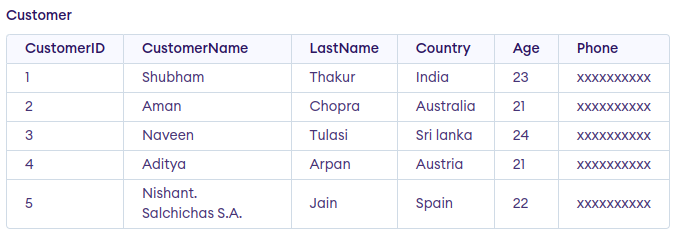 Customer
CustomerID CustomerName LastName Country Age Phone
1 Shubham Thakur India 23 xxxxxxxxxx
2 Aman Chopra Australia 21 xxxxxxxxxx
3 Naveen Tulasi Sri lanka 24 xxxxxxxxxx
4 Aditya Arpan Austria 21 xxxxxxxxxx
5 Nishant. Salchichas S.A. Jain Spain 22 xxxxxxxxxx